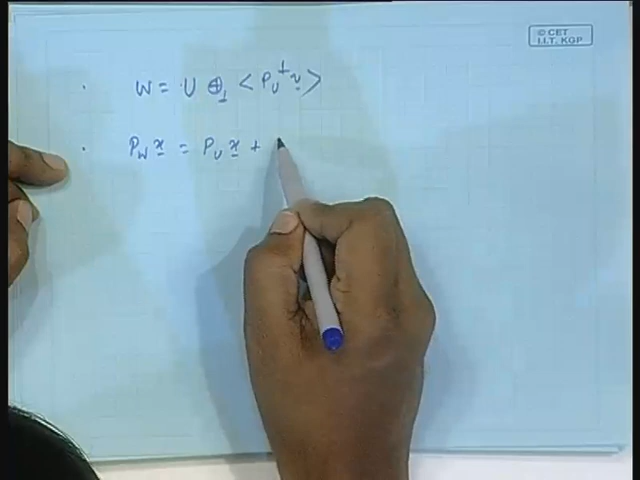 © CET
I.I.T. KGP
W = U ⊕⊥ < P_U^⊥ v >
P_W x = P_U x +